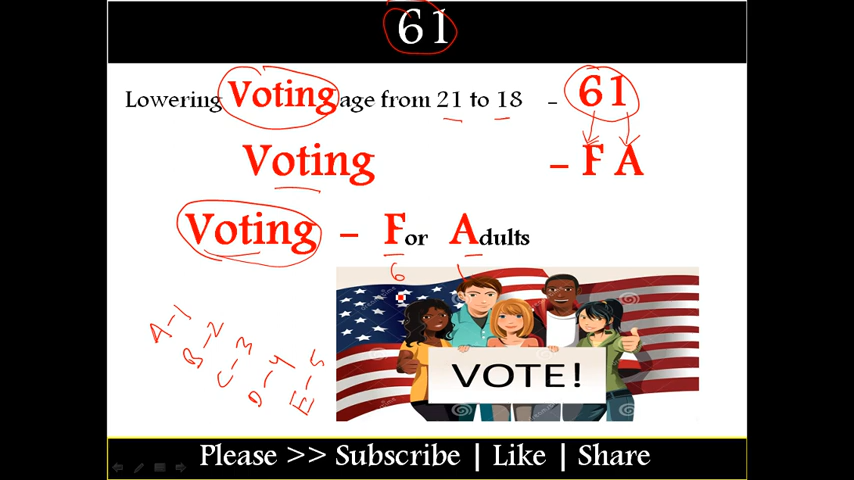 61
Lowering Voting age from 21 to 18 - 61
Voting - F A
Voting - For Adults
6
A-1
B-2
C-3
D-4
E-5
VOTE!
Please >> Subscribe | Like | Share